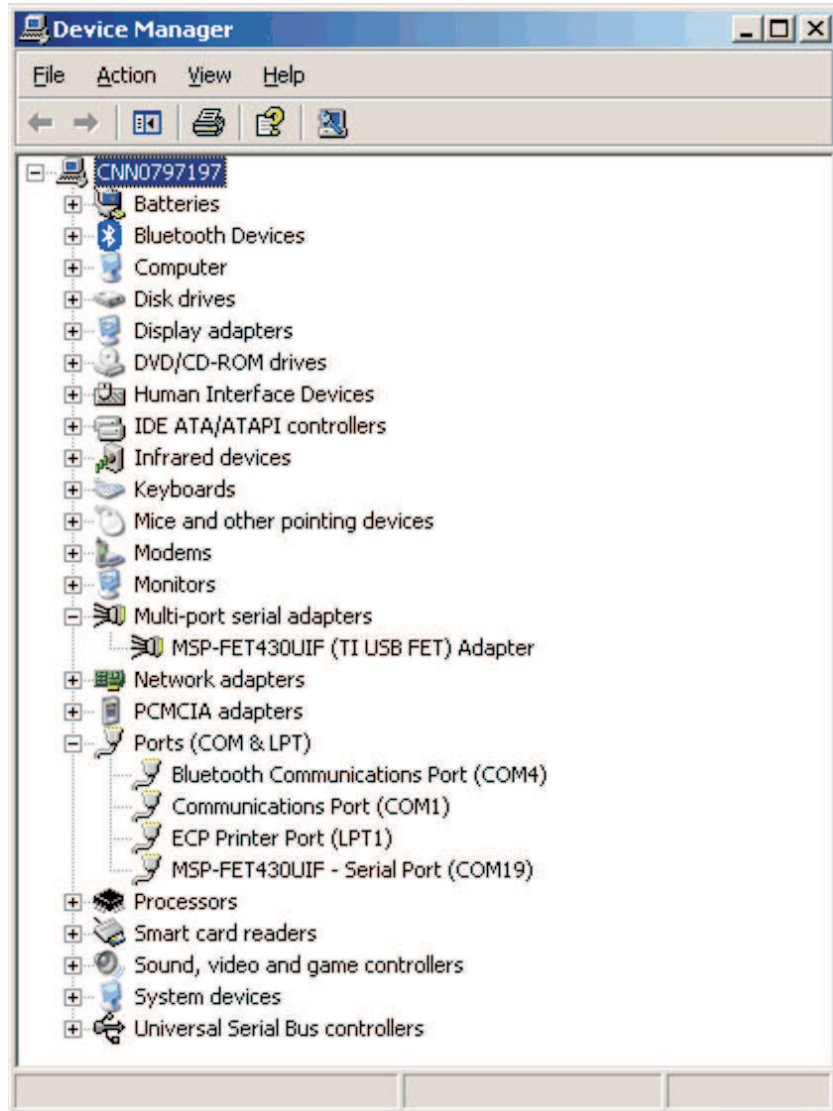 Device Manager
File Action View Help
CNN0797197
Batteries
Bluetooth Devices
Computer
Disk drives
Display adapters
DVD/CD-ROM drives
Human Interface Devices
IDE ATA/ATAPI controllers
Infrared devices
Keyboards
Mice and other pointing devices
Modems
Monitors
Multi-port serial adapters
MSP-FET430UIF (TI USB FET) Adapter
Network adapters
PCMCIA adapters
Ports (COM & LPT)
Bluetooth Communications Port (COM4)
Communications Port (COM1)
ECP Printer Port (LPT1)
MSP-FET430UIF - Serial Port (COM19)
Processors
Smart card readers
Sound, video and game controllers
System devices
Universal Serial Bus controllers